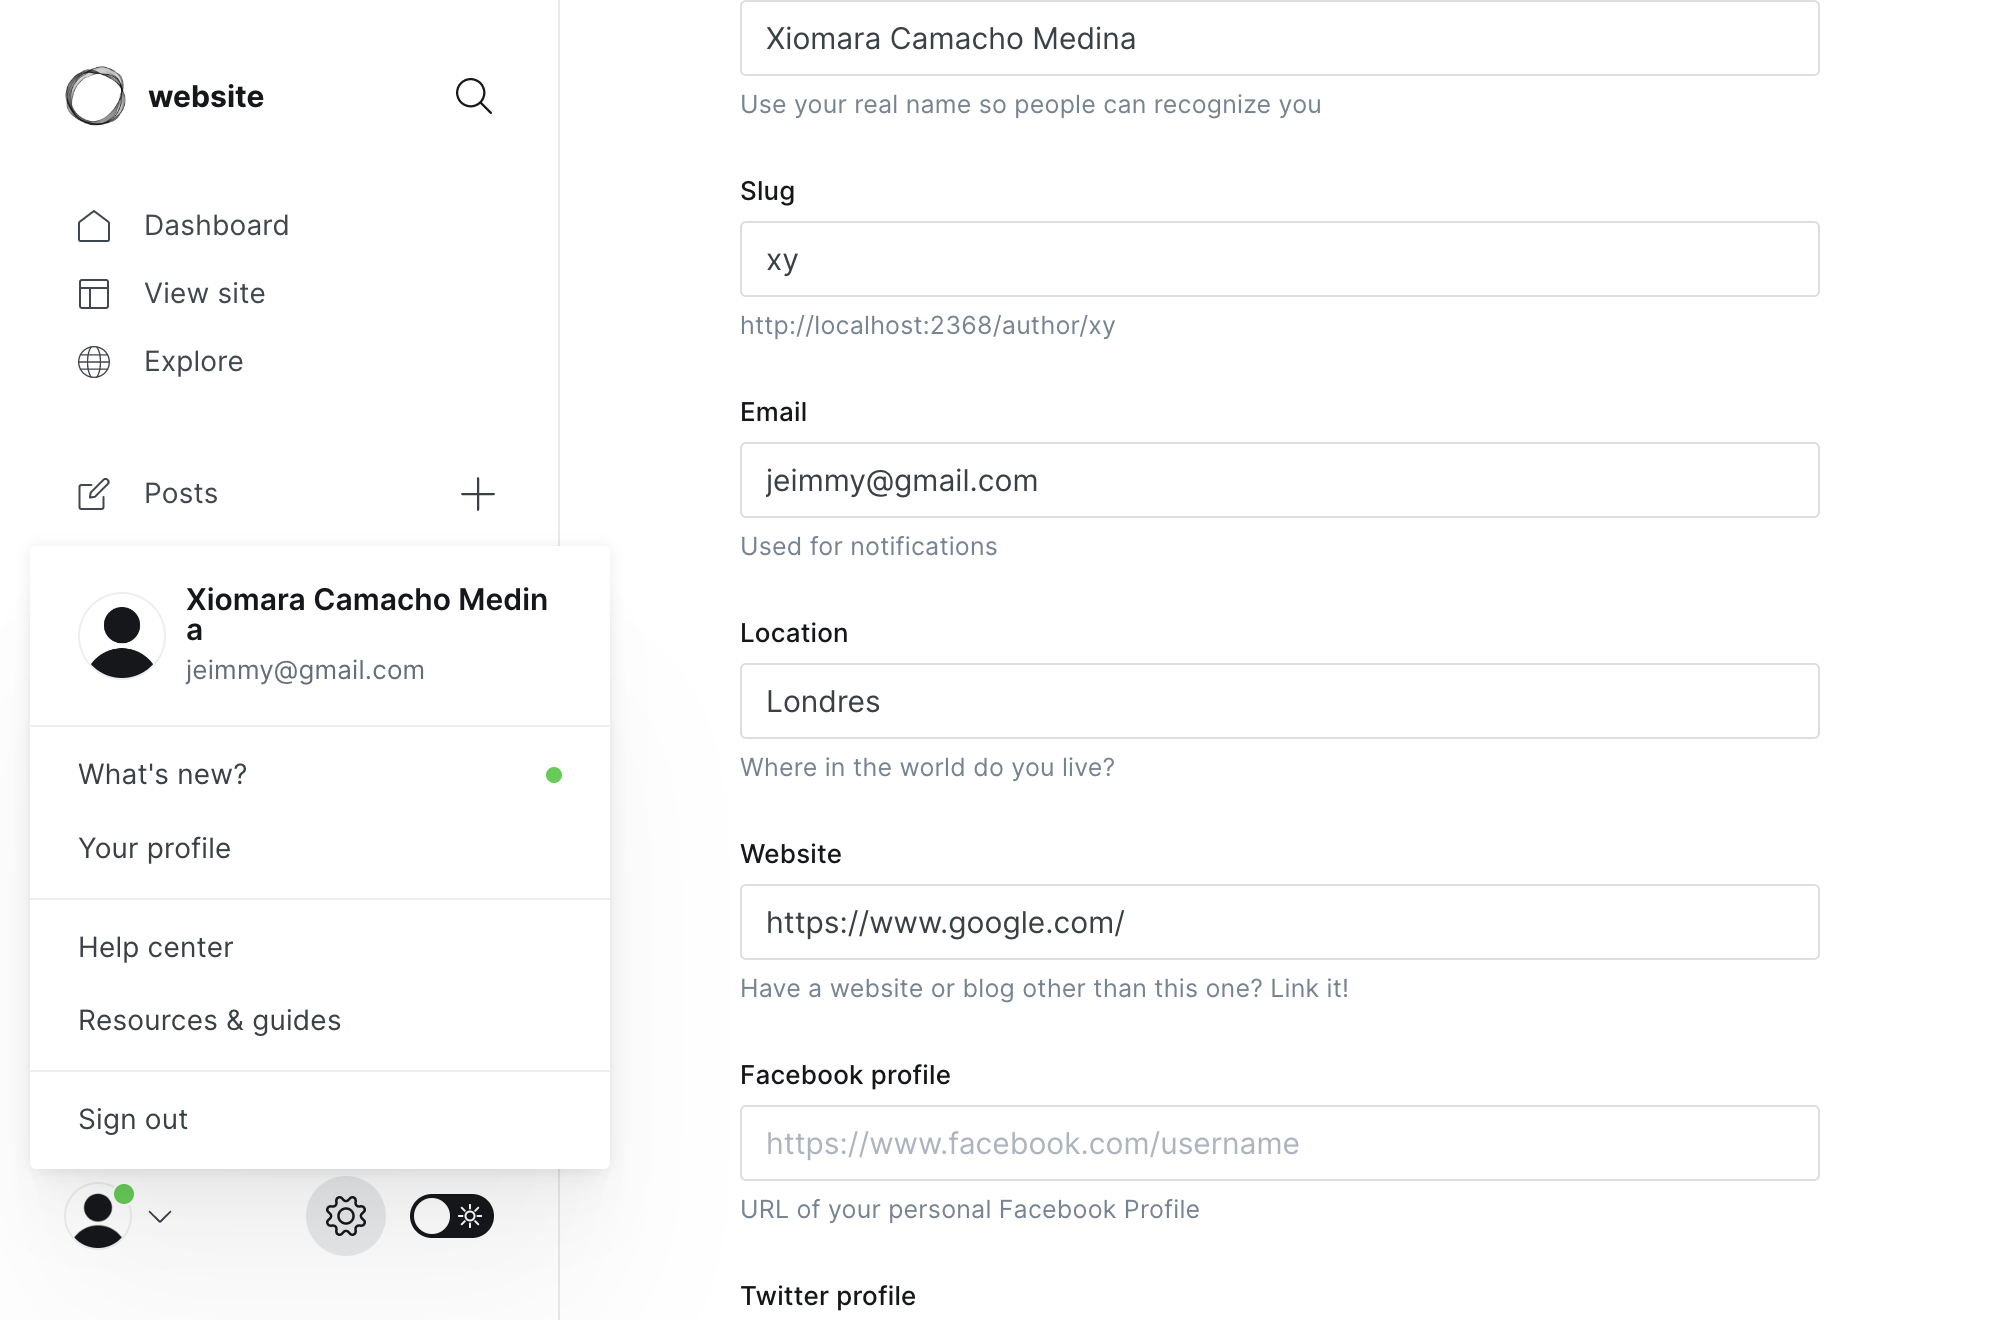 website
Dashboard
View site
Explore
Posts
Xiomara Camacho Medin
a
jeimmy@gmail.com
What's new?
Your profile
Help center
Resources & guides
Sign out
Xiomara Camacho Medina
Use your real name so people can recognize you
Slug
xy
http://localhost:2368/author/xy
Email
jeimmy@gmail.com
Used for notifications
Location
Londres
Where in the world do you live?
Website
https://www.google.com/
Have a website or blog other than this one? Link it!
Facebook profile
https://www.facebook.com/username
URL of your personal Facebook Profile
Twitter profile